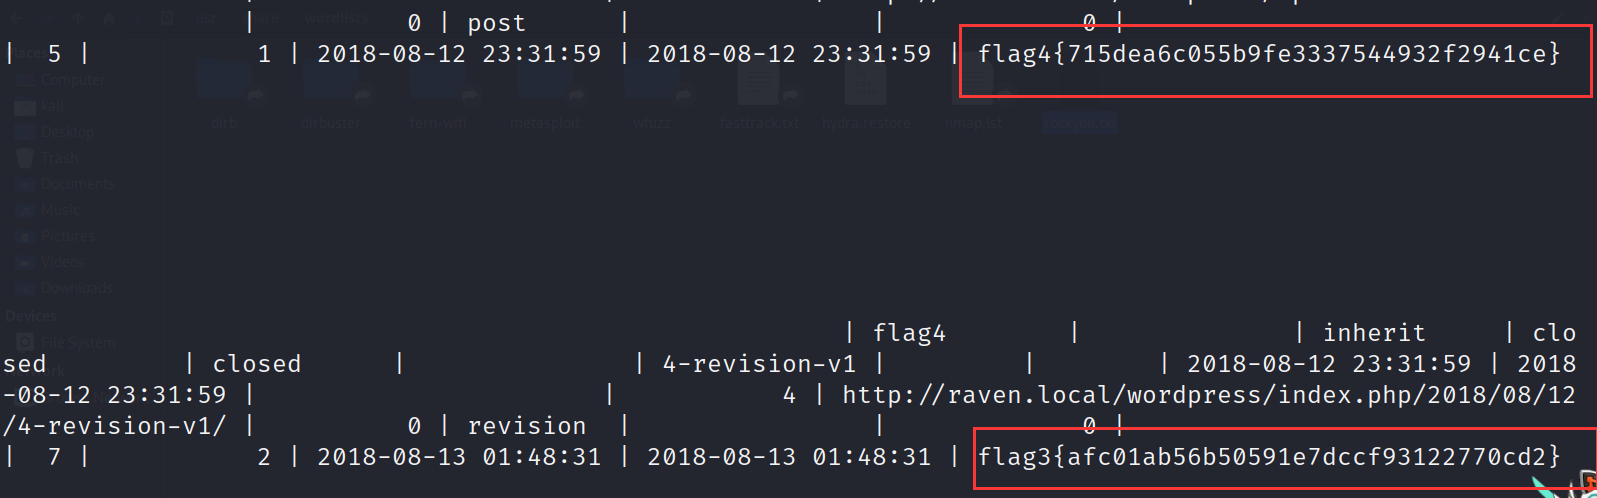 usr share wordlists
| 0 | post | | 0 |
| 5 | 1 | 2018-08-12 23:31:59 | 2018-08-12 23:31:59 | flag4{715dea6c055b9fe3337544932f2941ce}
Places
Computer
kali
Desktop
Trash
Documents
Music
Pictures
Videos
Downloads
Devices
File System
dirb dirbuster fern-wifi metasploit wfuzz fasttrack.txt hydra.restore nmap.lst rockyou.txt
| flag4 | | inherit | clo
sed | closed | | 4-revision-v1 | | | 2018-08-12 23:31:59 | 2018
-08-12 23:31:59 | | 4 | http://raven.local/wordpress/index.php/2018/08/12
/4-revision-v1/ | 0 | revision | | 0 |
| 7 | 2 | 2018-08-13 01:48:31 | 2018-08-13 01:48:31 | flag3{afc01ab56b50591e7dccf93122770cd2}